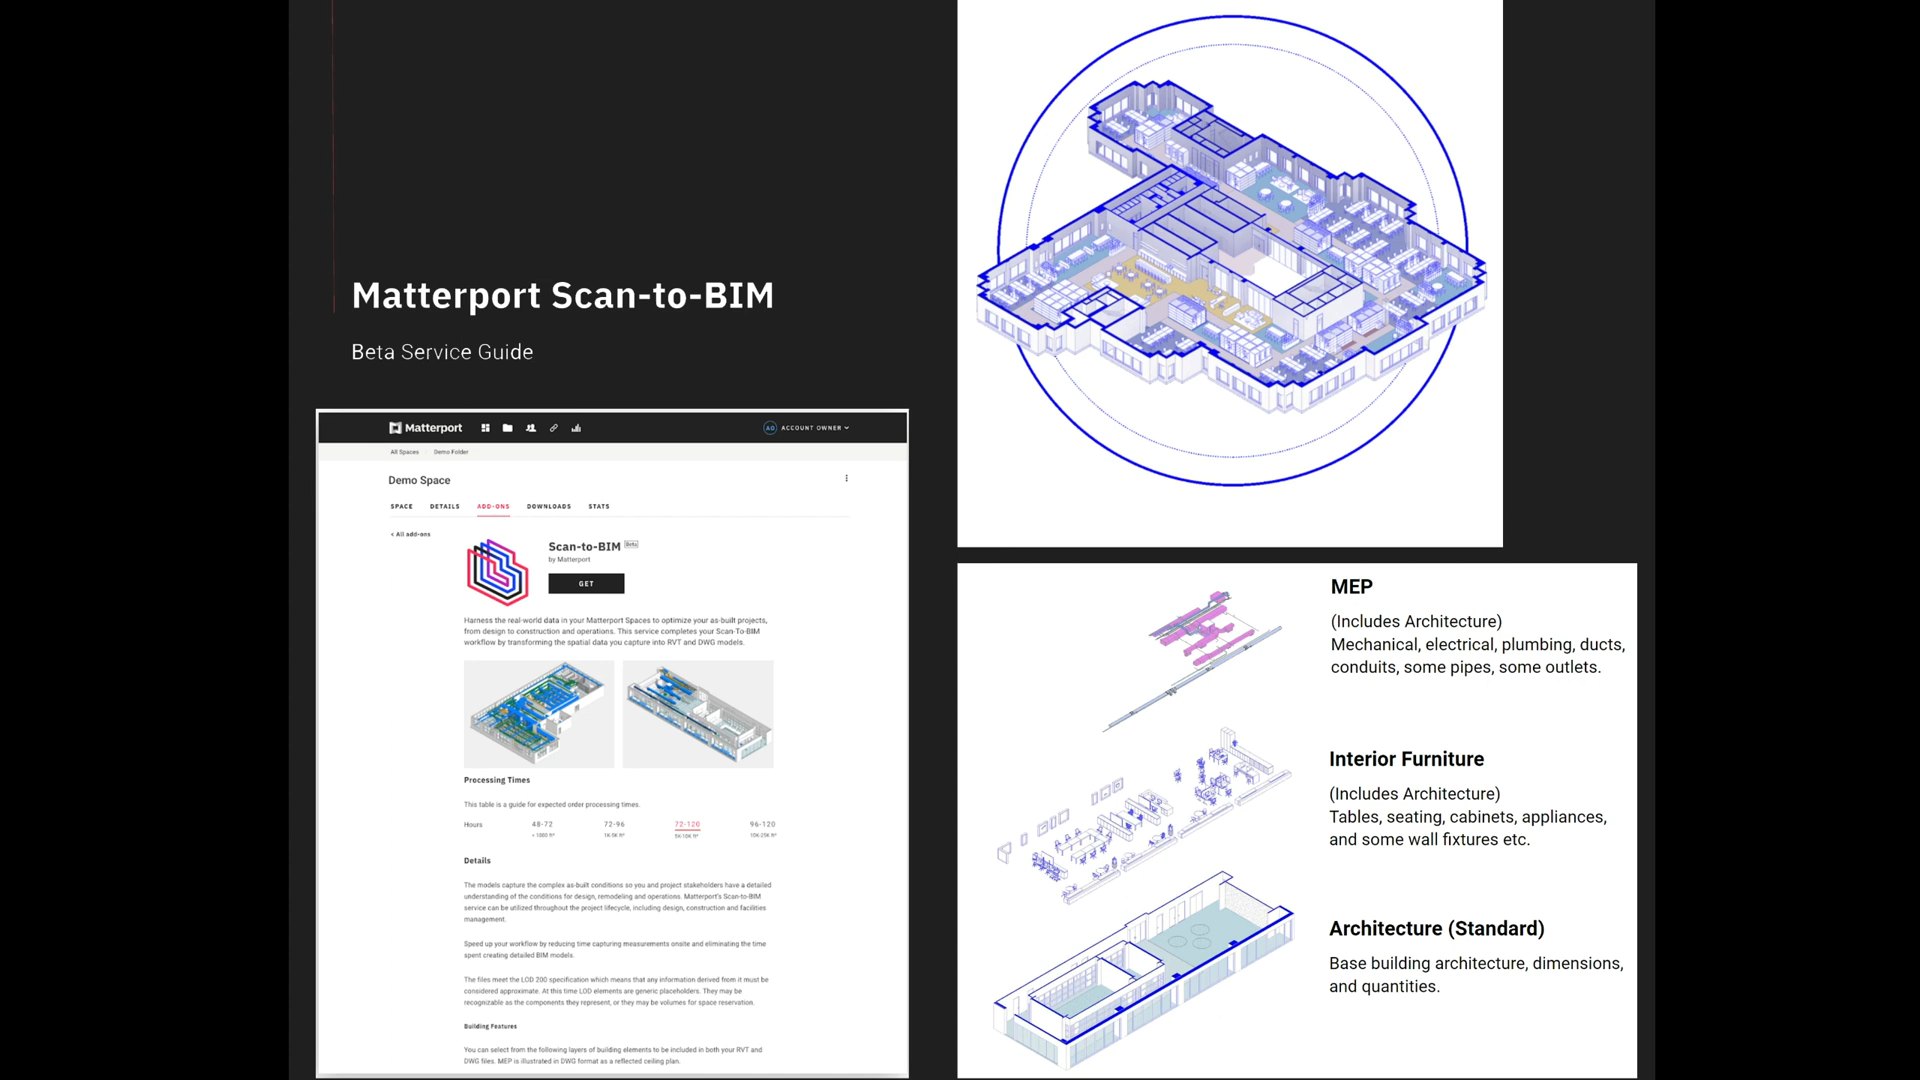 Matterport Scan-to-BIM
Beta Service Guide
Matterport
AO ACCOUNT OWNER
All Spaces Demo Folder
Demo Space
SPACE DETAILS ADD-ONS DOWNLOADS STATS
< All add-ons
Scan-to-BIM Beta
by Matterport
GET
Harness the real-world data in your Matterport Spaces to optimize your as-built projects,
from design to construction and operations. This service completes your Scan-To-BIM
workflow by transforming the spatial data you capture into RVT and DWG models.
Processing Times
This table is a guide for expected order processing times.
Hours 48-72 72-96 72-120 96-120
< 1000 ft² 1K-5K ft² 5K-10K ft² 10K-20K ft²
Details
The models capture the complex as-built conditions so you and project stakeholders have a detailed
understanding of the conditions for design, remodeling and operations. Matterport's Scan-to-BIM
service can be utilized throughout the project lifecycle, including design, construction and facilities
management.
Speed up your workflow by reducing time capturing measurements onsite and eliminating the time
spent creating detailed BIM models.
The files meet the LOD 200 specification which means that any information derived from it must be
considered approximate. At this time LOD elements are generic placeholders. They may be
recognizable as the components they represent, or they may be volumes for space reservation.
Building Features
You can select from the following layers of building elements to be included in both your RVT and
DWG files. MEP is illustrated in DWG format as a reflected ceiling plan.
MEP
(Includes Architecture)
Mechanical, electrical, plumbing, ducts,
conduits, some pipes, some outlets.
Interior Furniture
(Includes Architecture)
Tables, seating, cabinets, appliances,
and some wall fixtures etc.
Architecture (Standard)
Base building architecture, dimensions,
and quantities.